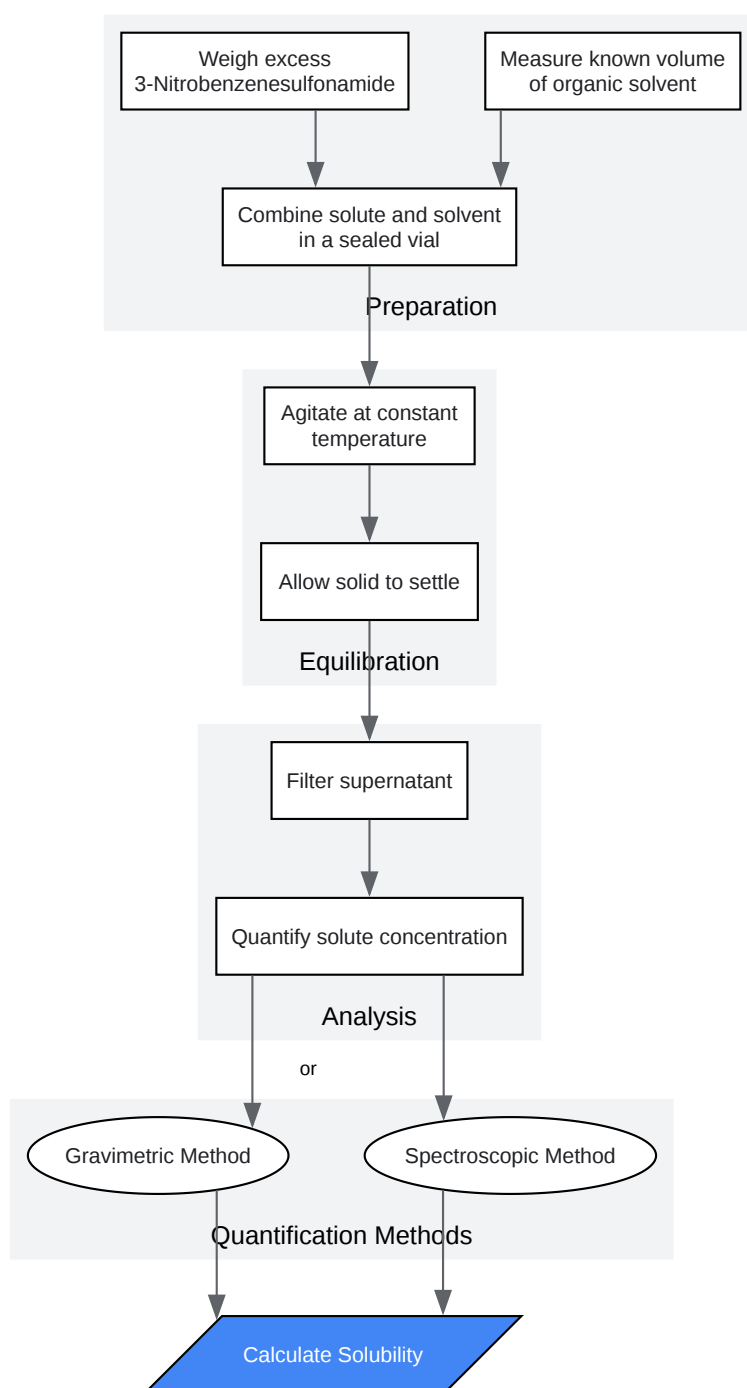 Weigh excess
3-Nitrobenzenesulfonamide
Measure known volume
of organic solvent
Combine solute and solvent
in a sealed vial
Preparation
Agitate at constant
temperature
Allow solid to settle
Equilibration
Filter supernatant
Quantify solute concentration
Analysis
or
Gravimetric Method
Spectroscopic Method
Quantification Methods
Calculate Solubility